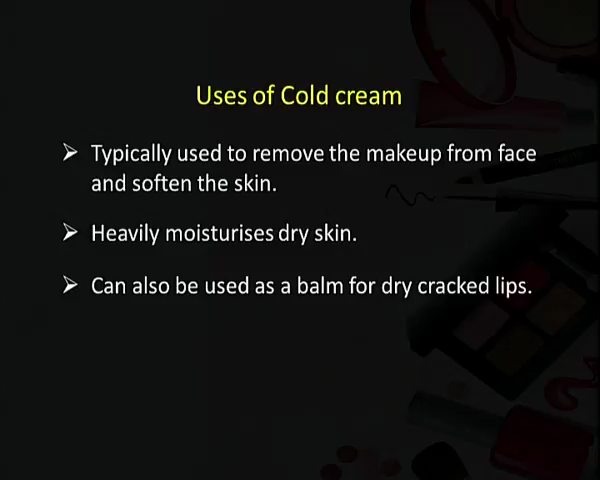 Uses of Cold cream
➢ Typically used to remove the makeup from face
and soften the skin.
➢ Heavily moisturises dry skin.
➢ Can also be used as a balm for dry cracked lips.